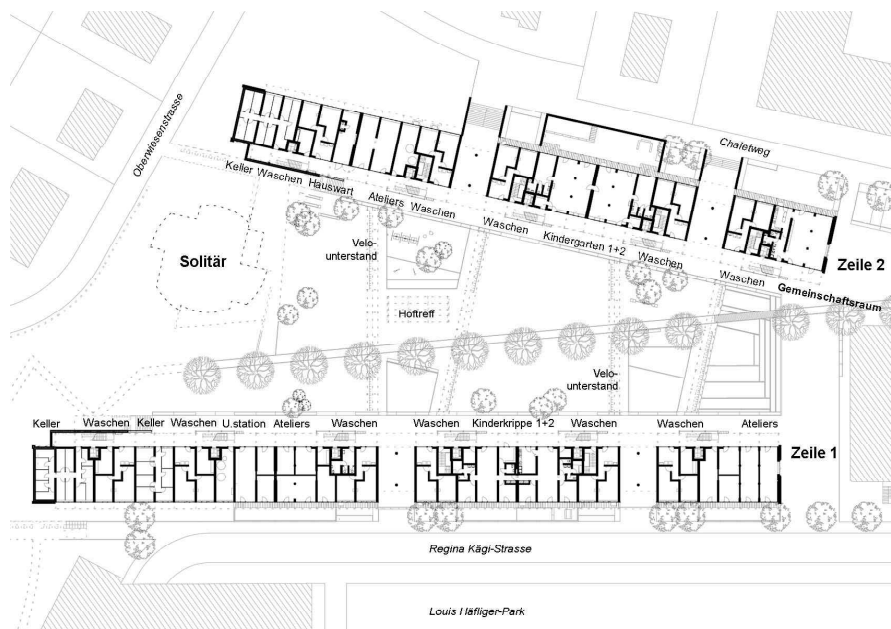 Oberwiesenstrasse
Chaletweg
Keller Waschen Hauswart Ateliers Waschen Waschen Kindergarten 1+2 Waschen Waschen Gemeinschaftsraum
Zeile 2
Solitär
Velo-
unterstand
Hoftreff
Velo-
unterstand
Keller Waschen Keller Waschen U.station Ateliers Waschen Waschen Kinderkrippe 1+2 Waschen Waschen Ateliers
Zeile 1
Regina Kägi-Strasse
Louis Häfliger-Park